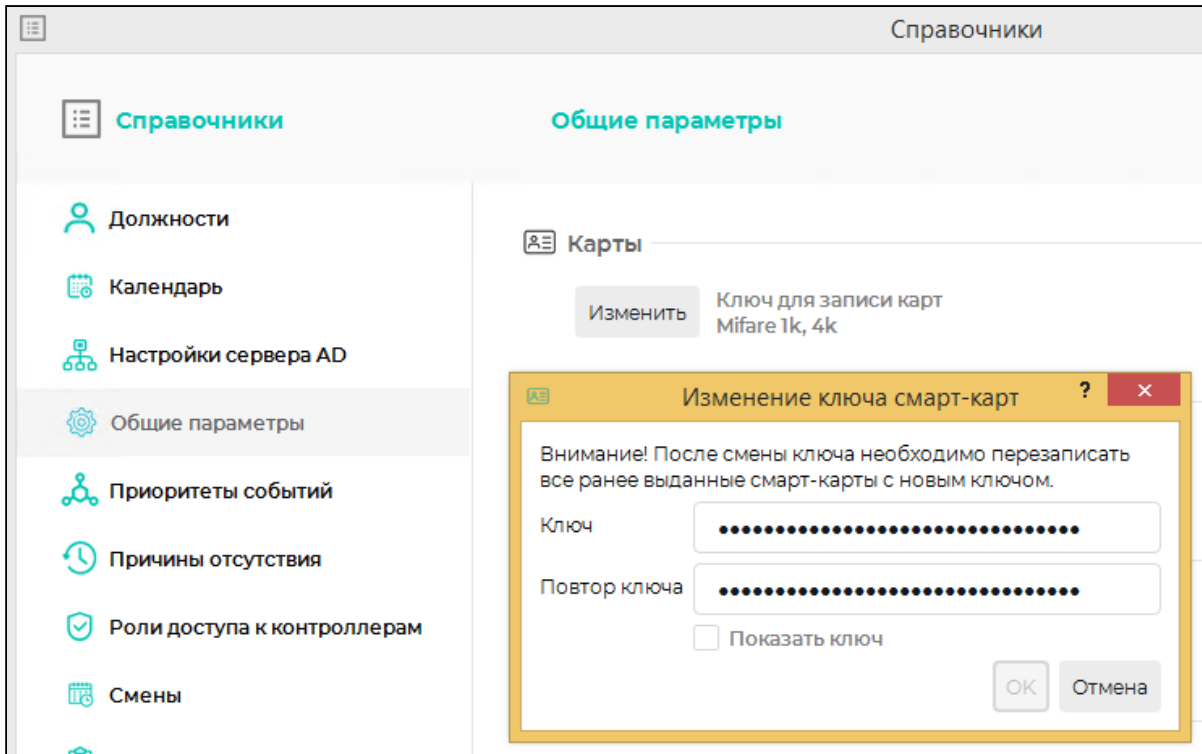 Справочники
Справочники
Общие параметры
Должности
Календарь
Настройки сервера AD
Общие параметры
Приоритеты событий
Причины отсутствия
Роли доступа к контроллерам
Смены
Карты
Изменить
Ключ для записи карт
Mifare 1k, 4k
Изменение ключа смарт-карт
?
Внимание! После смены ключа необходимо перезаписать
все ранее выданные смарт-карты с новым ключом.
Ключ ••••••••••••••••••••••••••••••••
Повтор ключа ••••••••••••••••••••••••••••••••
Показать ключ
OK Отмена